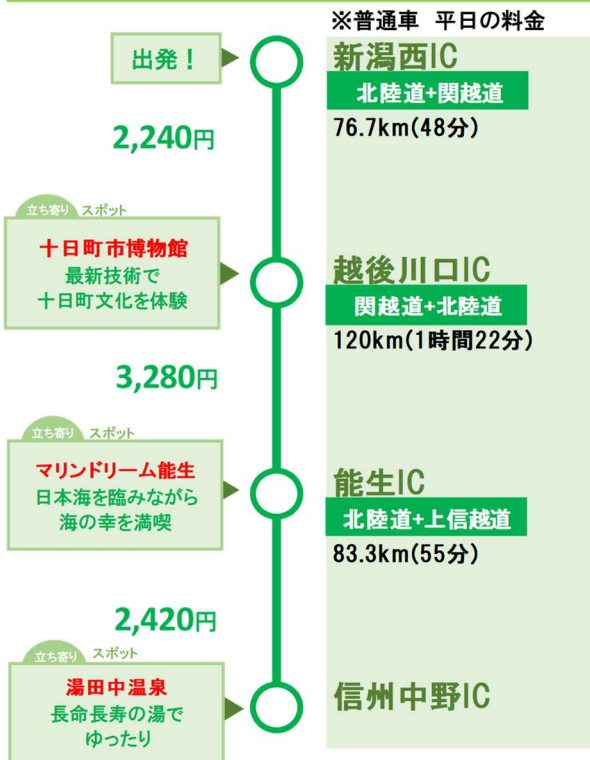 ※普通車 平日の料金
出発！
新潟西IC
北陸道+関越道
76.7km(48分)
2,240円
立ち寄り スポット
十日町市博物館
最新技術で
十日町文化を体験
越後川口IC
関越道+北陸道
120km(1時間22分)
3,280円
立ち寄り スポット
マリンドリーム能生
日本海を臨みながら
海の幸を満喫
能生IC
北陸道+上信越道
83.3km(55分)
2,420円
立ち寄り スポット
湯田中温泉
長命長寿の湯で
ゆったり
信州中野IC